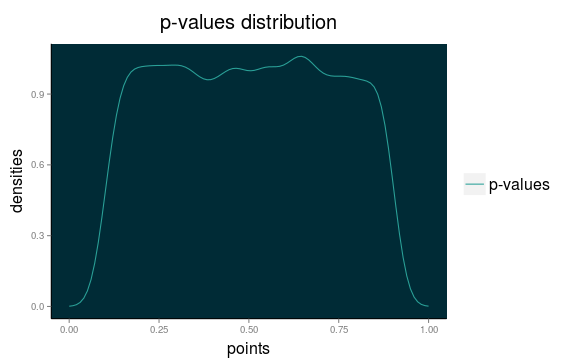 p-values distribution
densities
0.9
0.6
0.3
0.0
0.00 0.25 0.50 0.75 1.00
points
p-values